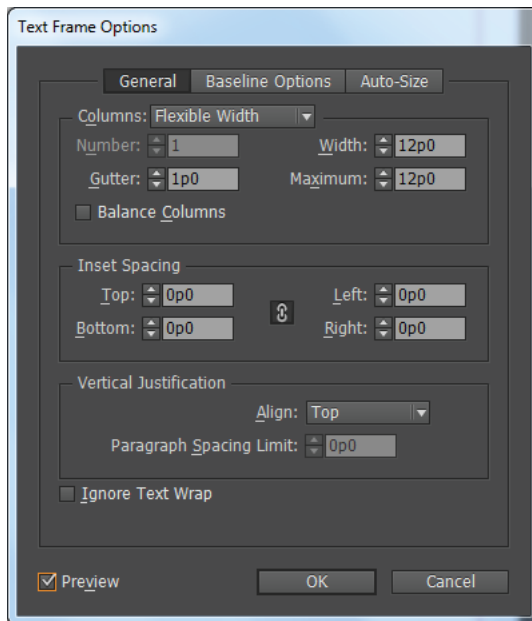 Text Frame Options
General Baseline Options Auto-Size
Columns: Flexible Width
Number: 1 Width: 12p0
Gutter: 1p0 Maximum: 12p0
Balance Columns
Inset Spacing
Top: 0p0 Left: 0p0
Bottom: 0p0 Right: 0p0
Vertical Justification
Align: Top
Paragraph Spacing Limit: 0p0
Ignore Text Wrap
Preview OK Cancel